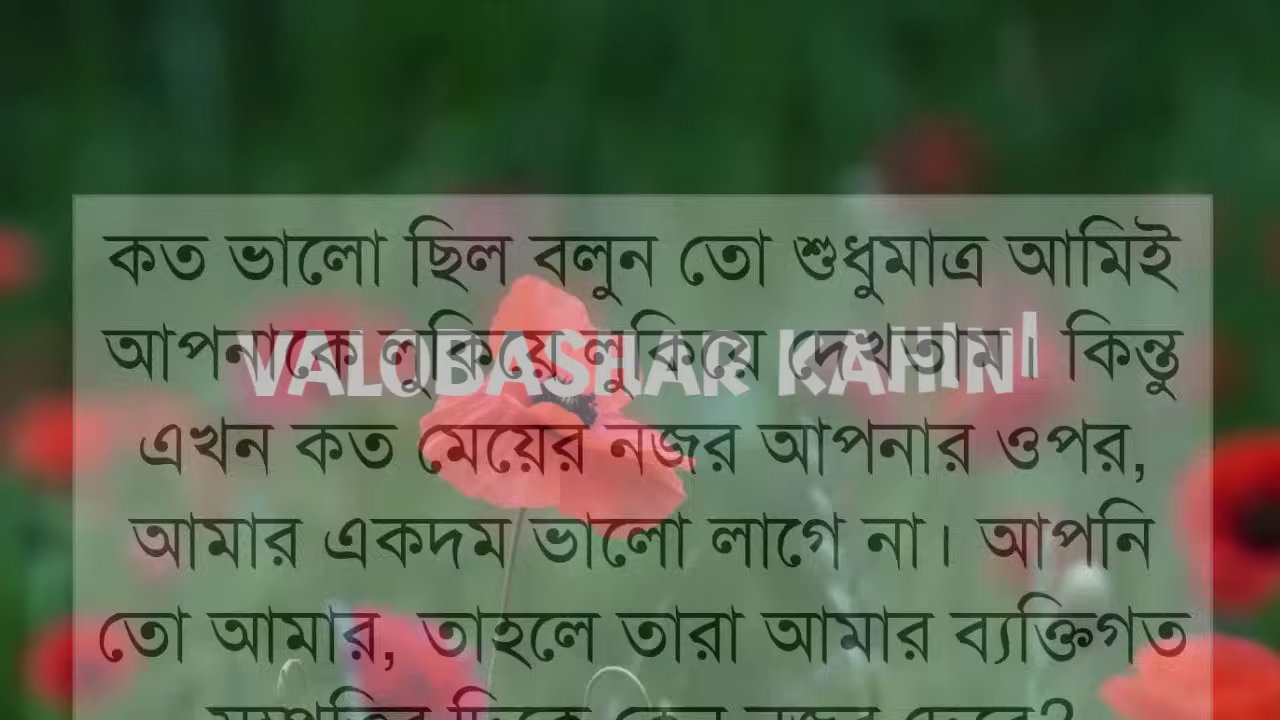 কত ভালো ছিল বলুন তো শুধুমাত্র আমিই
আপনাকে লুকিয়ে লুকিয়ে দেখতাম। কিন্তু
VALOBASHAR KAHINI
এখন কত মেয়ের নজর আপনার ওপর,
আমার একদম ভালো লাগে না। আপনি
তো আমার, তাহলে তারা আমার ব্যক্তিগত